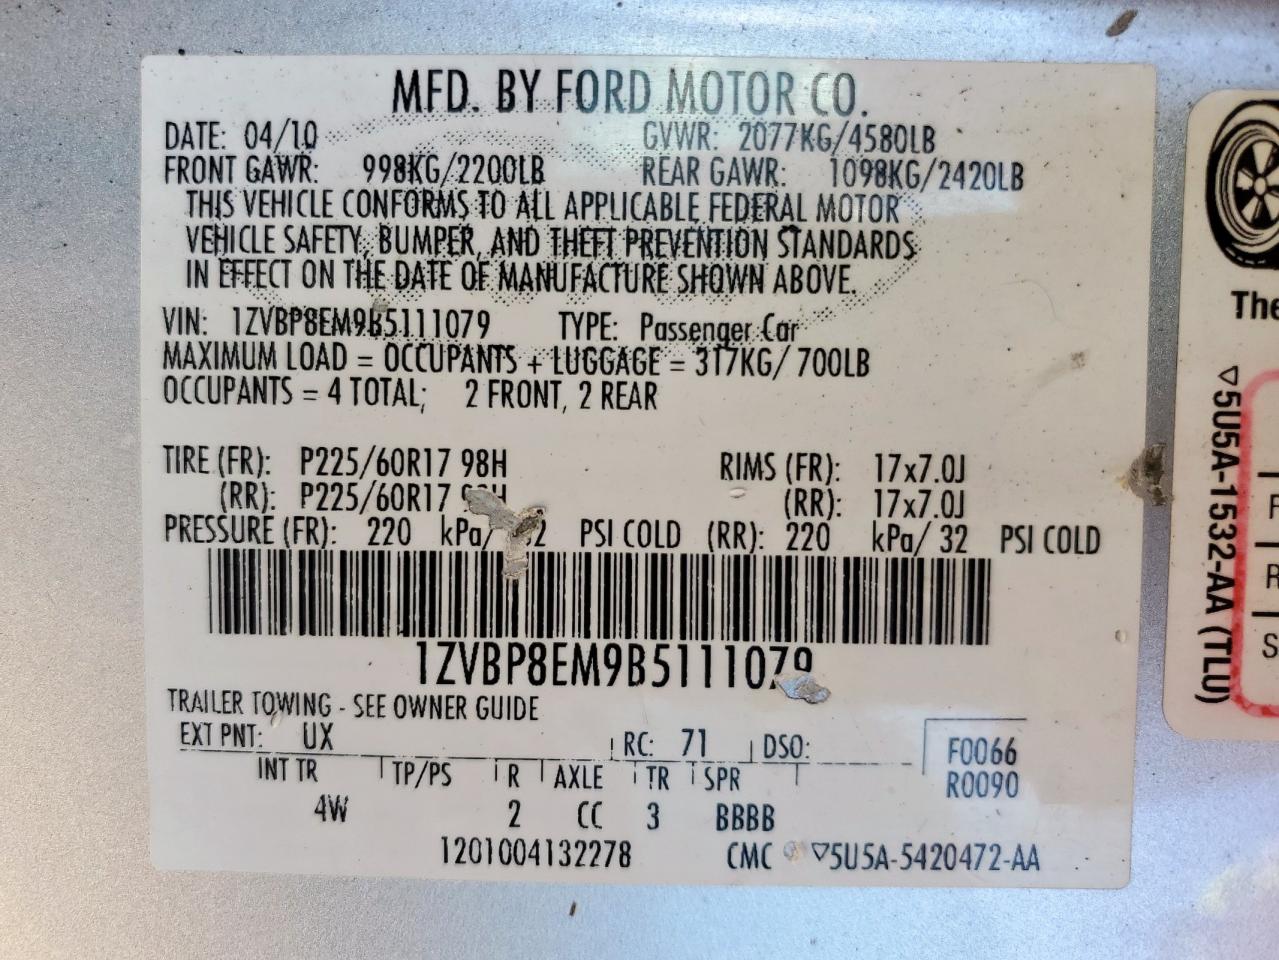 MFD. BY FORD MOTOR CO.
DATE: 04/10 GVWR: 2077KG/4580LB
FRONT GAWR: 998KG/2200LB REAR GAWR: 1098KG/2420LB
THIS VEHICLE CONFORMS TO ALL APPLICABLE FEDERAL MOTOR
VEHICLE SAFETY, BUMPER, AND THEFT PREVENTION STANDARDS
IN EFFECT ON THE DATE OF MANUFACTURE SHOWN ABOVE.
VIN: 1ZVBP8EM9B5111079 TYPE: Passenger Car
MAXIMUM LOAD = OCCUPANTS + LUGGAGE = 317KG/ 700LB
OCCUPANTS = 4 TOTAL; 2 FRONT, 2 REAR
TIRE (FR): P225/60R17 98H RIMS (FR): 17x7.0J
(RR): P225/60R17 (RR): 17x7.0J
PRESSURE (FR): 220 kPa/ PSI COLD (RR): 220 kPa/ 32 PSI COLD
1ZVBP8EM9B5111079
TRAILER TOWING - SEE OWNER GUIDE
EXT PNT: UX RC: 71 DSO: F0066
INT TR TP/PS R AXLE TR SPR R0090
4W 2 CC 3 BBBB
1201004132278 CMC ▽5U5A-5420472-AA
The
▽5U5A-1532-AA (TLU)
F
R
S